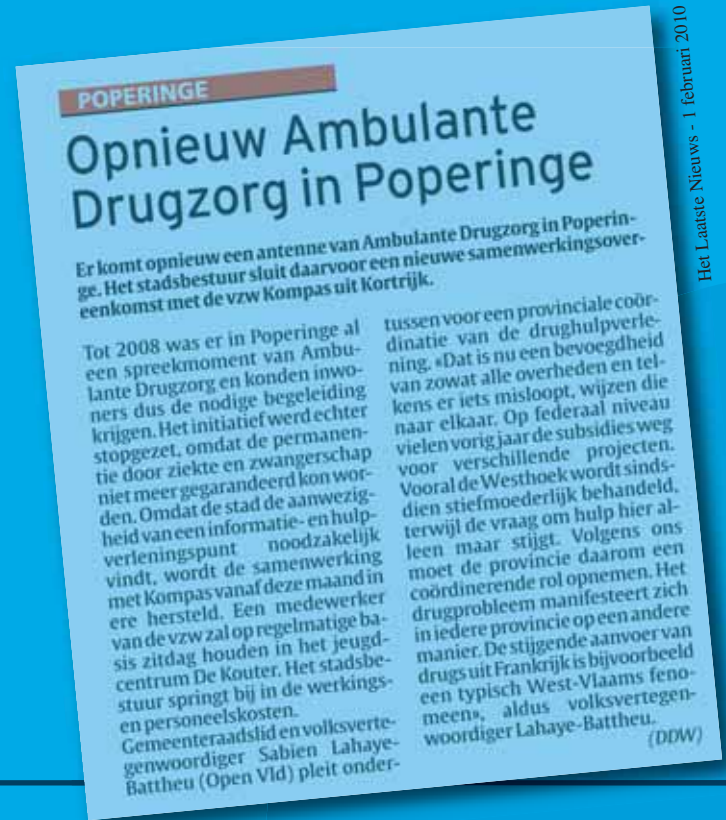 POPERINGE
Opnieuw Ambulante
Drugzorg in Poperinge
Er komt opnieuw een antenne van Ambulante Drugzorg in Poperin-
ge. Het stadsbestuur sluit daarvoor een nieuwe samenwerkingsover-
eenkomst met de vzw Kompas uit Kortrijk.
Tot 2008 was er in Poperinge al
een spreekmoment van Ambu-
lante Drugzorg en konden inwo-
ners dus de nodige begeleiding
krijgen. Het initiatief werd echter
stopgezet, omdat de permanen-
tie door ziekte en zwangerschap
niet meer gegarandeerd kon wor-
den. Omdat de stad de aanwezig-
heid van een informatie- en hulp-
verleningspunt noodzakelijk
vindt, wordt de samenwerking
met Kompas vanaf deze maand in
ere hersteld. Een medewerker
van de vzw zal op regelmatige ba-
sis zitdag houden in het jeugd-
centrum De Kouter. Het stadsbe-
stuur springt bij in de werkings-
en personeelskosten.
Gemeenteraadslid en volksverte-
genwoordiger Sabien Lahaye-
Battheu (Open Vld) pleit onder-
tussen voor een provinciale coör-
dinatie van de drughulpverle-
ning. «Dat is nu een bevoegdheid
van zowat alle overheden en tel-
kens er iets misloopt, wijzen die
naar elkaar. Op federaal niveau
vielen vorig jaar de subsidies weg
voor verschillende projecten.
Vooral de Westhoek wordt sinds-
dien stiefmoederlijk behandeld,
terwijl de vraag om hulp hier al-
leen maar stijgt. Volgens ons
moet de provincie daarom een
coördinerende rol opnemen. Het
drugprobleem manifesteert zich
in iedere provincie op een andere
manier. De stijgende aanvoer van
drugs uit Frankrijk is bijvoorbeeld
een typisch West-Vlaams feno-
meen», aldus volksvertegen-
woordiger Lahaye-Battheu.
(DDW)
Het Laatste Nieuws - 1 februari 2010